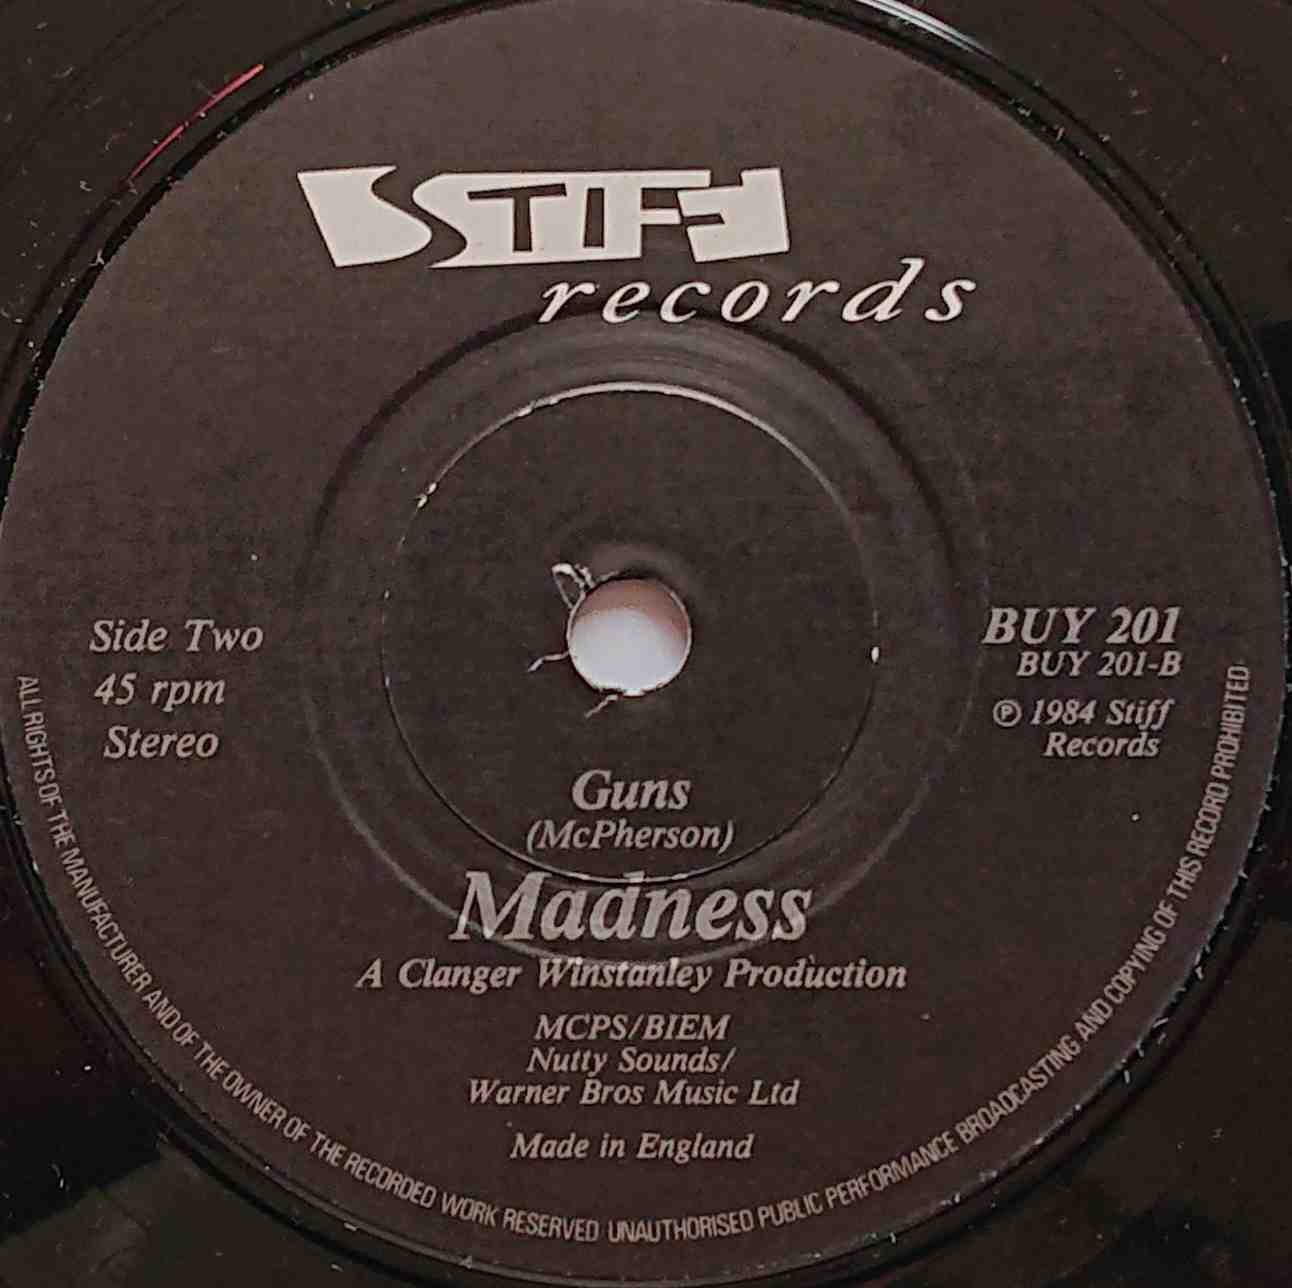 STIFF
records
Side Two
45 rpm
Stereo
BUY 201
BUY 201-B
℗ 1984 Stiff
Records
Guns
(McPherson)
Madness
A Clanger Winstanley Production
MCPS/BIEM
Nutty Sounds/
Warner Bros Music Ltd
Made in England
ALL RIGHTS OF THE MANUFACTURER AND OF THE OWNER OF THE RECORDED WORK RESERVED UNAUTHORISED PUBLIC PERFORMANCE BROADCASTING AND COPYING OF THIS RECORD PROHIBITED